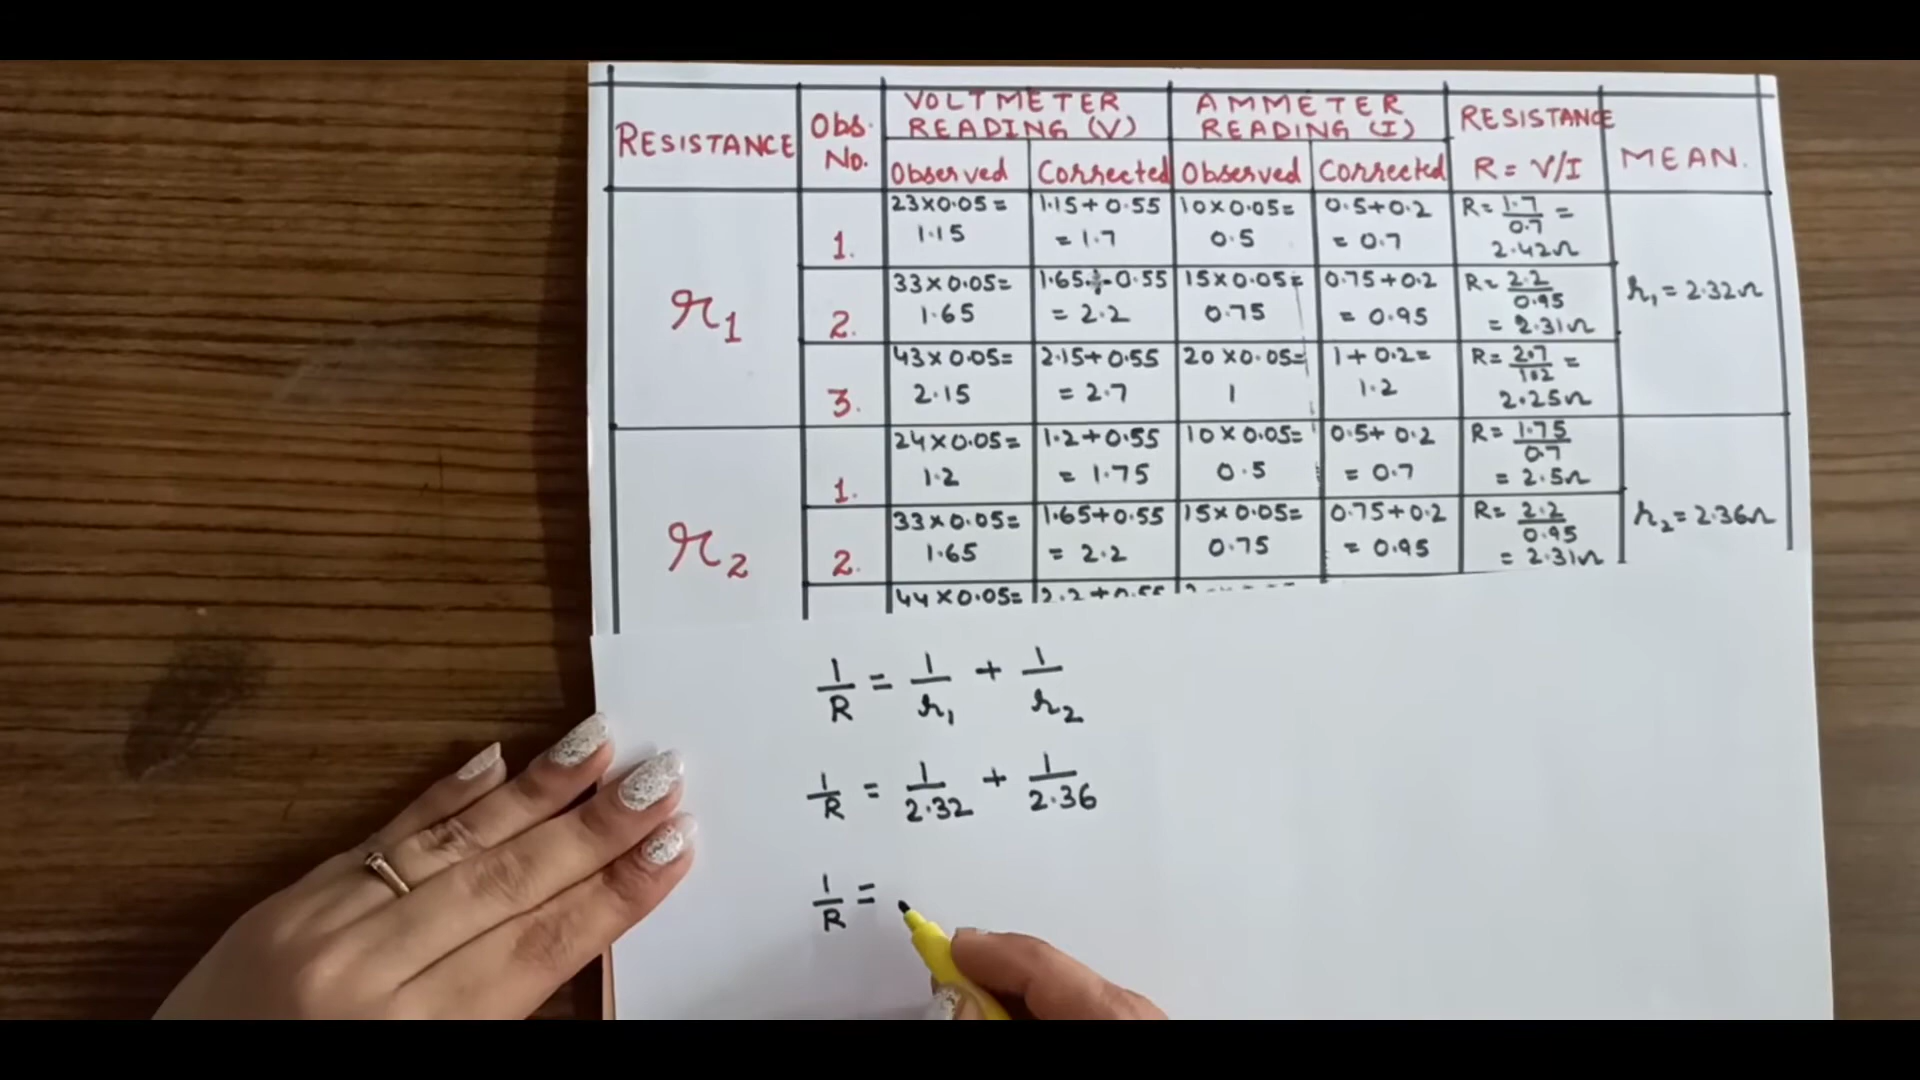 RESISTANCE Obs. No. VOLTMETER READING (V) AMMETER READING (I) RESISTANCE R = V/I MEAN.
Observed Corrected Observed Corrected
r1
1. 23×0.05= 1.15 1.15+0.55 = 1.7 10×0.05= 0.5 0.5+0.2 = 0.7 R= 1.7/0.7 = 2.42Ω
2. 33×0.05= 1.65 1.65+0.55 = 2.2 15×0.05= 0.75 0.75+0.2 = 0.95 R= 2.2/0.95 = 2.31Ω
r1 = 2.32Ω
3. 43×0.05= 2.15 2.15+0.55 = 2.7 20×0.05= 1 1+0.2= 1.2 R= 2.7/1.2 = 2.25Ω
r2
1. 24×0.05= 1.2 1.2+0.55 = 1.75 10×0.05= 0.5 0.5+0.2 = 0.7 R= 1.75/0.7 = 2.5Ω
2. 33×0.05= 1.65 1.65+0.55 = 2.2 15×0.05= 0.75 0.75+0.2 = 0.95 R= 2.2/0.95 = 2.31Ω
r2 = 2.36Ω
44×0.05= 2.2+0.55
1/R = 1/r1 + 1/r2
1/R = 1/2.32 + 1/2.36
1/R =